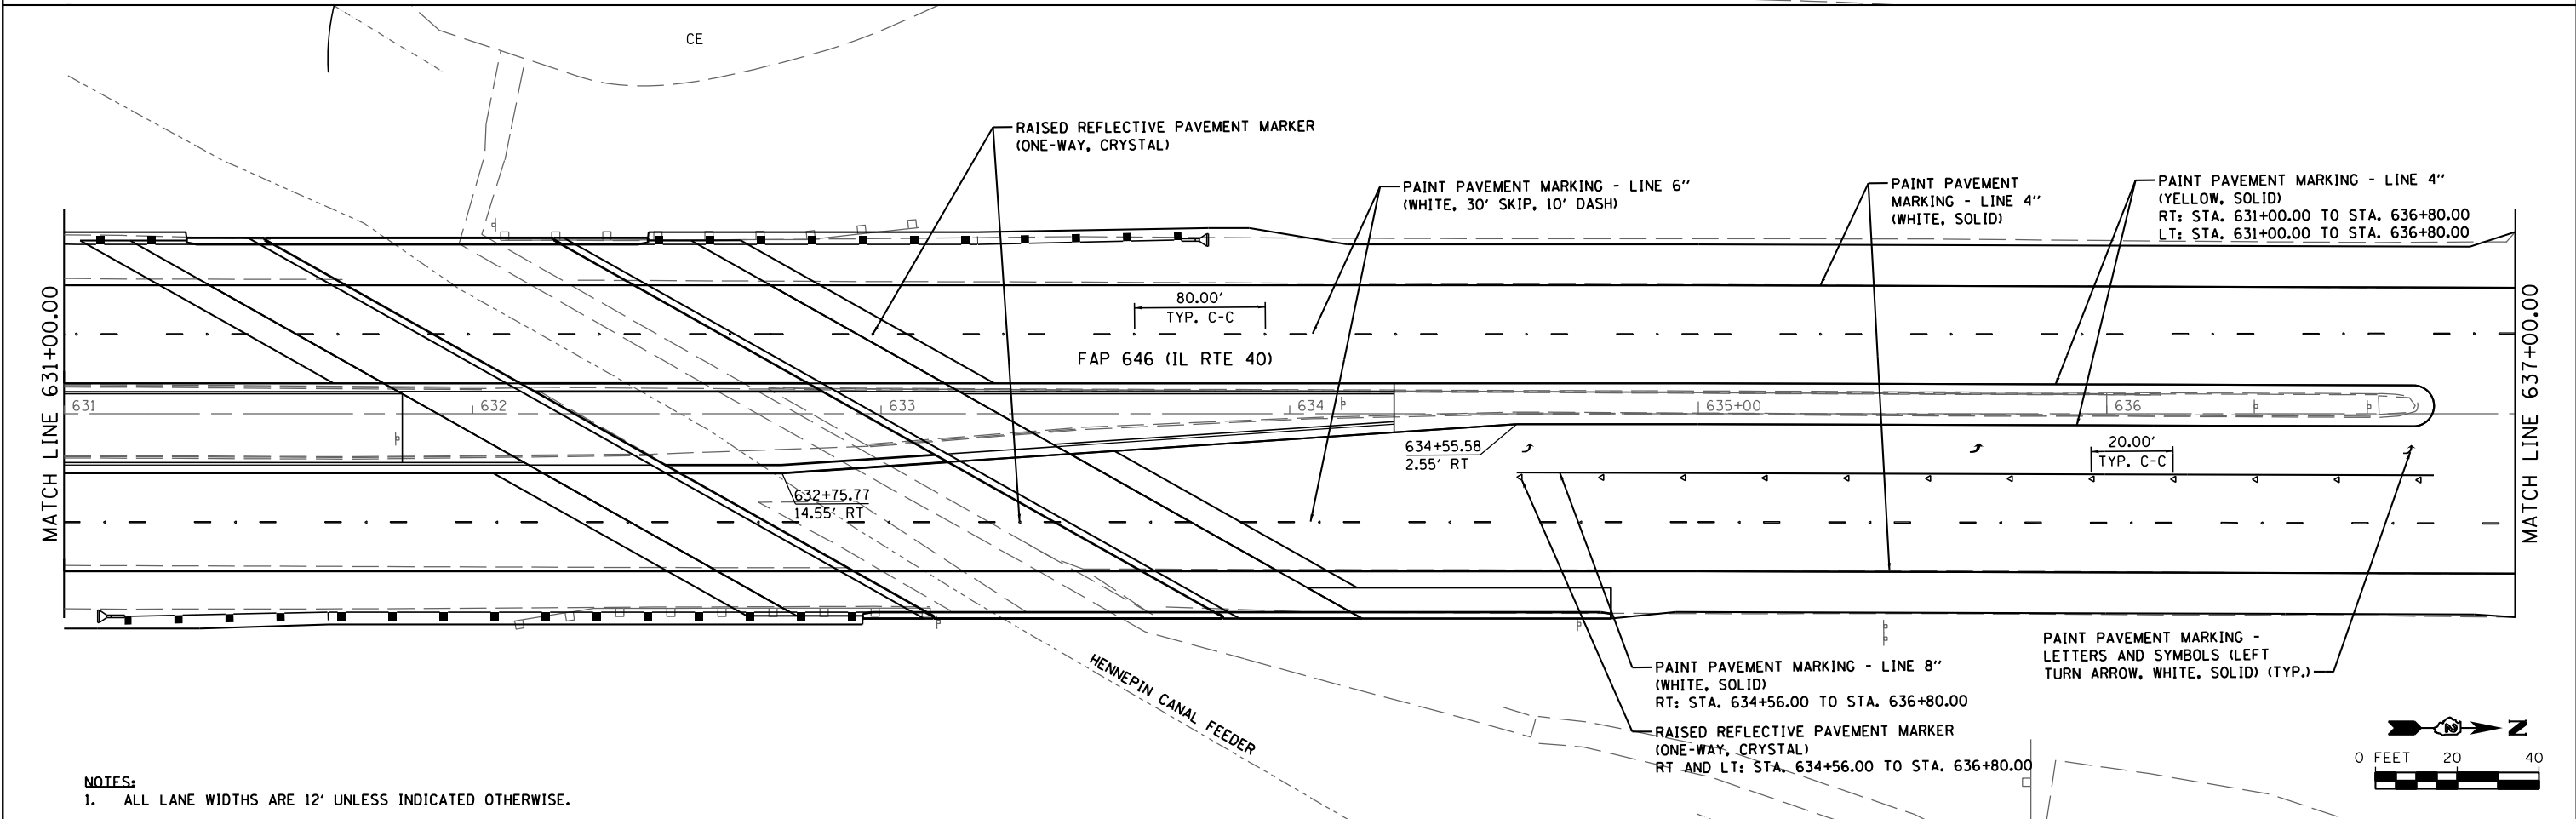 CE
RAISED REFLECTIVE PAVEMENT MARKER
(ONE-WAY, CRYSTAL)
PAINT PAVEMENT MARKING - LINE 6"
(WHITE, 30' SKIP, 10' DASH)
PAINT PAVEMENT
MARKING - LINE 4"
(WHITE, SOLID)
PAINT PAVEMENT MARKING - LINE 4"
(YELLOW, SOLID)
RT: STA. 631+00.00 TO STA. 636+80.00
LT: STA. 631+00.00 TO STA. 636+80.00
MATCH LINE 631+00.00
80.00'
TYP. C-C
FAP 646 (IL RTE 40)
631
632
633
634
635+00
636
634+55.58
2.55' RT
20.00'
TYP. C-C
632+75.77
14.55' RT
MATCH LINE 637+00.00
HENNEPIN CANAL FEEDER
PAINT PAVEMENT MARKING - LINE 8"
(WHITE, SOLID)
RT: STA. 634+56.00 TO STA. 636+80.00
RAISED REFLECTIVE PAVEMENT MARKER
(ONE-WAY, CRYSTAL)
RT AND LT: STA. 634+56.00 TO STA. 636+80.00
PAINT PAVEMENT MARKING -
LETTERS AND SYMBOLS (LEFT
TURN ARROW, WHITE, SOLID) (TYP.)
N
0 FEET 20 40
NOTES:
1. ALL LANE WIDTHS ARE 12' UNLESS INDICATED OTHERWISE.